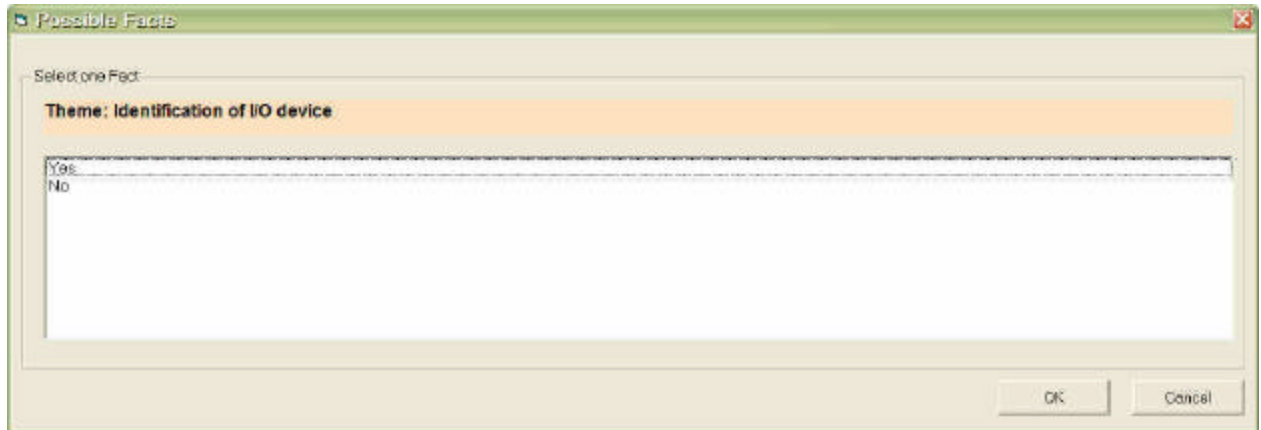 Possible Facts
Select one Fact
Theme: Identification of I/O device
Yes
No
OK
Cancel